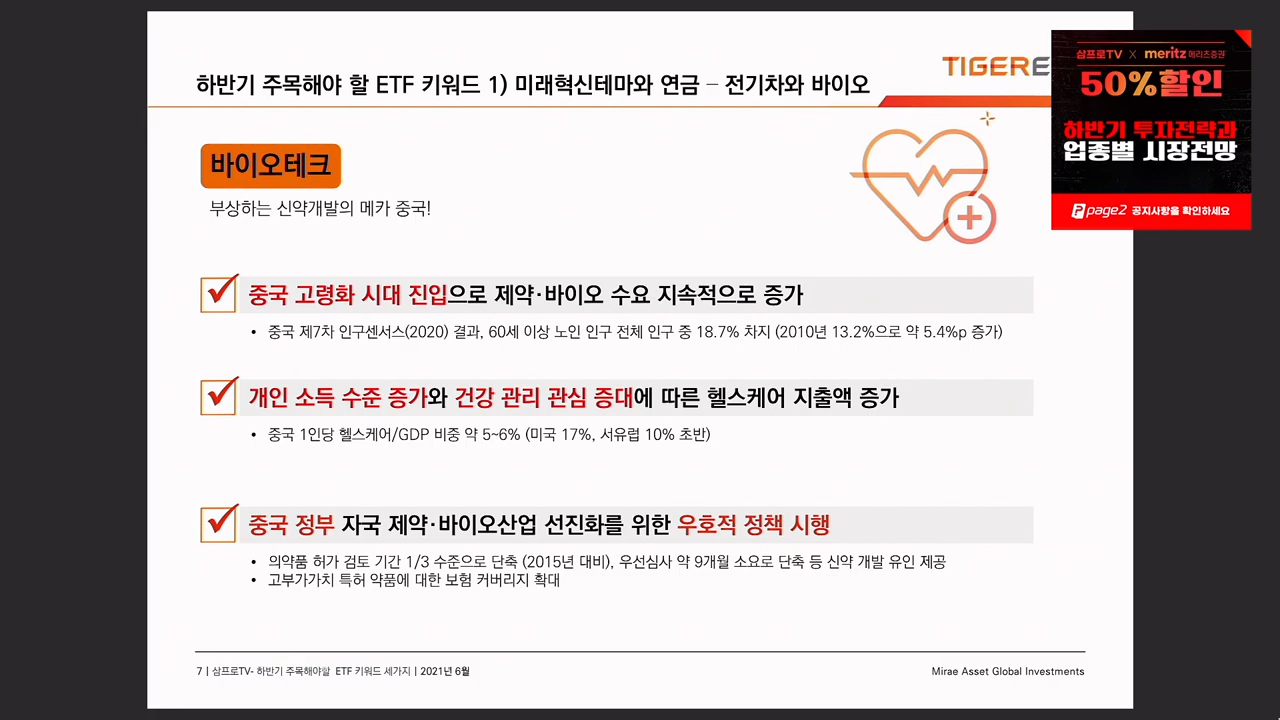 하반기 주목해야 할 ETF 키워드 1) 미래혁신테마와 연금 – 전기차와 바이오
TIGERE
삼프로TV X meritz 메리츠증권
50%할인
하반기 투자전략과
업종별 시장전망
page2 공지사항을 확인하세요
바이오테크
부상하는 신약개발의 메카 중국!
중국 고령화 시대 진입으로 제약·바이오 수요 지속적으로 증가
• 중국 제7차 인구센서스(2020) 결과, 60세 이상 노인 인구 전체 인구 중 18.7% 차지 (2010년 13.2%으로 약 5.4%p 증가)
개인 소득 수준 증가와 건강 관리 관심 증대에 따른 헬스케어 지출액 증가
• 중국 1인당 헬스케어/GDP 비중 약 5~6% (미국 17%, 서유럽 10% 초반)
중국 정부 자국 제약·바이오산업 선진화를 위한 우호적 정책 시행
• 의약품 허가 검토 기간 1/3 수준으로 단축 (2015년 대비), 우선심사 약 9개월 소요로 단축 등 신약 개발 유인 제공
• 고부가가치 특허 약품에 대한 보험 커버리지 확대
7 | 삼프로TV- 하반기 주목해야할 ETF 키워드 세가지 | 2021년 6월
Mirae Asset Global Investments